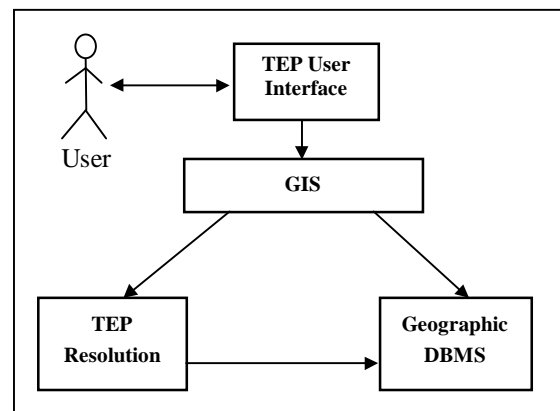 TEP User
Interface
User
GIS
TEP
Resolution
Geographic
DBMS